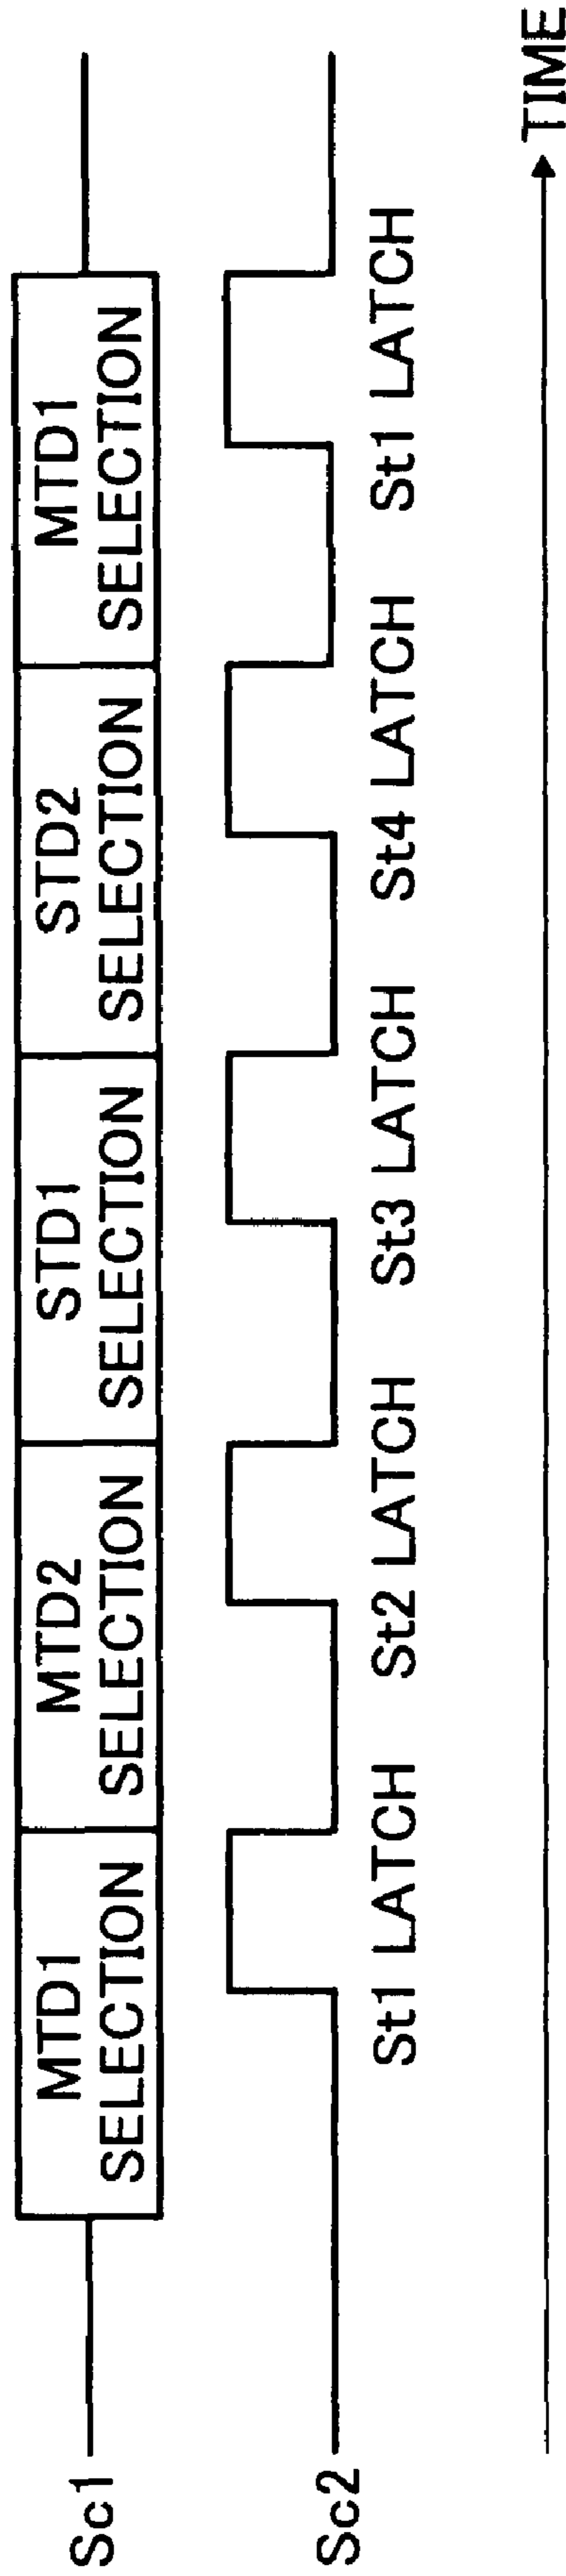 Sc1
MTD1
SELECTION
MTD2
SELECTION
STD1
SELECTION
STD2
SELECTION
MTD1
SELECTION
Sc2
St1 LATCH
St2 LATCH
St3 LATCH
St4 LATCH
St1 LATCH
TIME